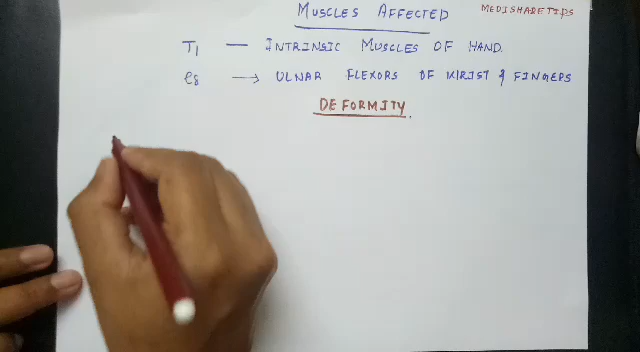 MUSCLES AFFECTED
MEDISHARETIPS
T1 — INTRINSIC MUSCLES OF HAND
C8 → ULNAR FLEXORS OF WRIST & FINGERS
DEFORMITY.